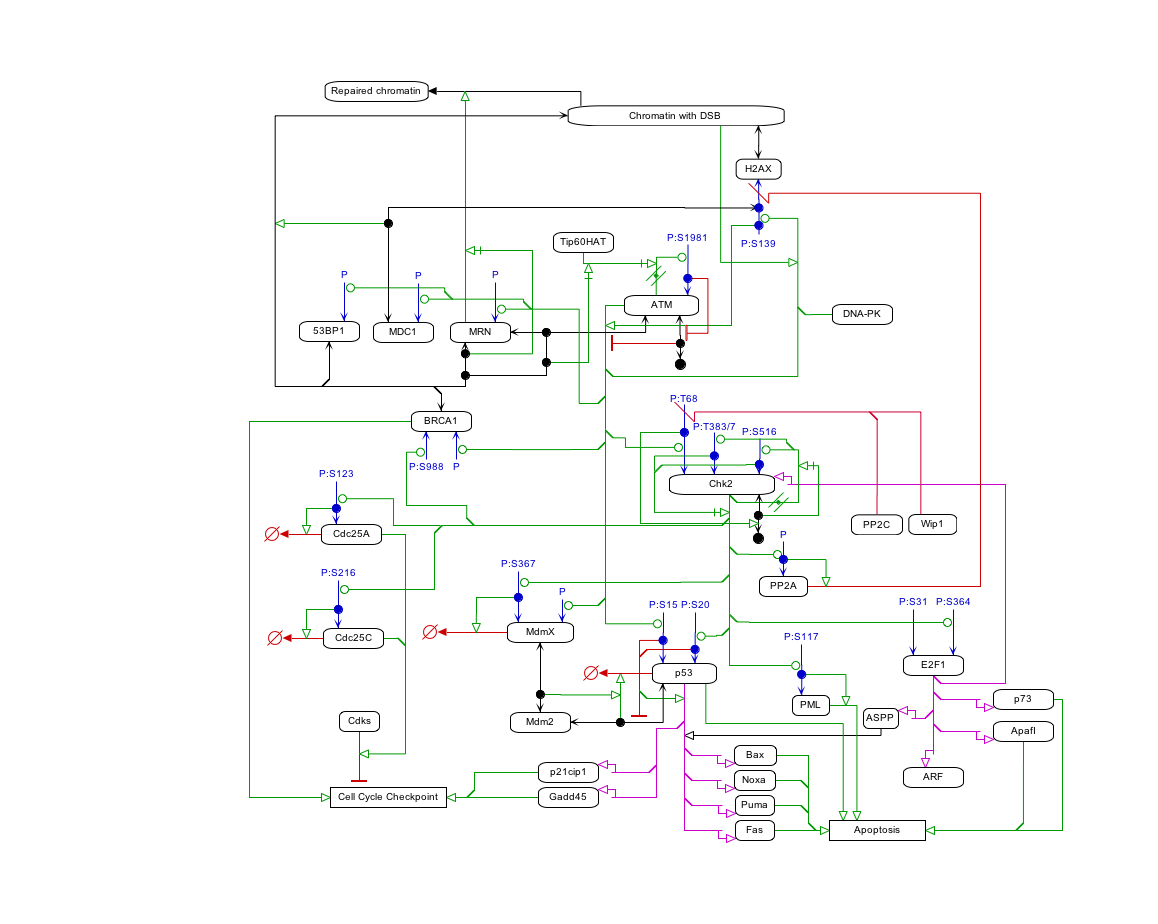 Repaired chromatin
Chromatin with DSB
H2AX
Tip60HAT
P:S1981
P:S139
P
P
P
ATM
DNA-PK
53BP1
MDC1
MRN
P:T68
P:T383/7
P:S516
BRCA1
P:S988
P
P:S123
Chk2
Cdc25A
PP2C
Wip1
P
P:S216
P:S367
PP2A
P
P:S15
P:S20
P:S31
P:S364
MdmX
Cdc25C
P:S117
E2F1
p53
p73
PML
ASPP
Cdks
Mdm2
ApafI
Bax
p21cip1
ARF
Noxa
Cell Cycle Checkpoint
Gadd45
Puma
Fas
Apoptosis